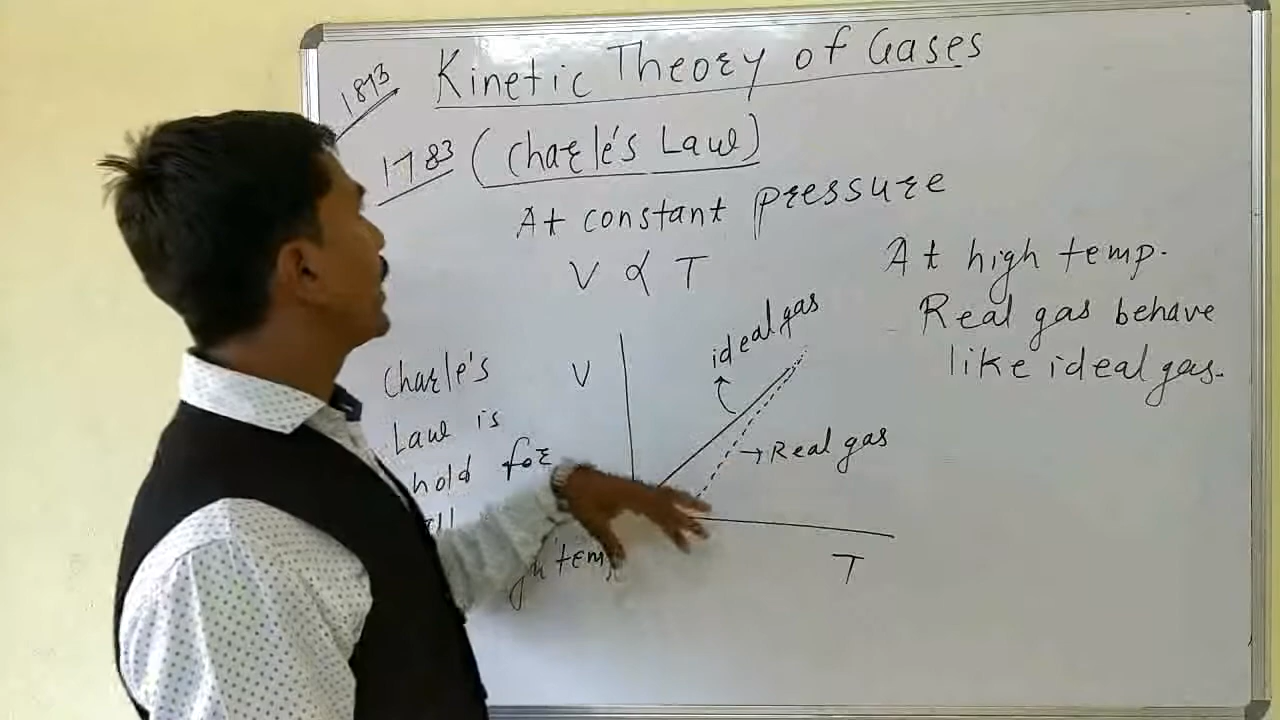 Kinetic Theory of Gases
1873
1783 (Charle's Law)
At constant pressure
V ∝ T
At high temp.
Real gas behave
like ideal gas.
Charle's
Law is
hold for
V
ideal gas
→Real gas
T
temp